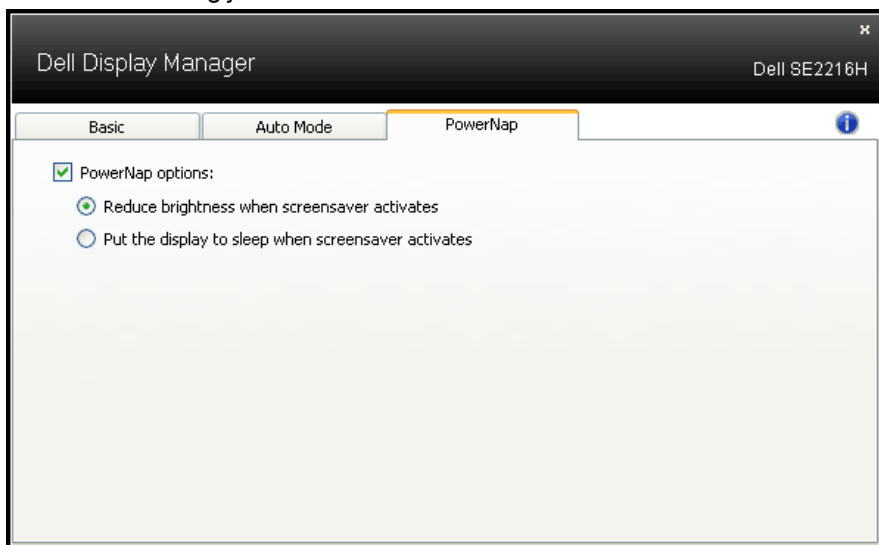 Dell Display Manager
Dell SE2216H
Basic
Auto Mode
PowerNap
PowerNap options:
Reduce brightness when screensaver activates
Put the display to sleep when screensaver activates